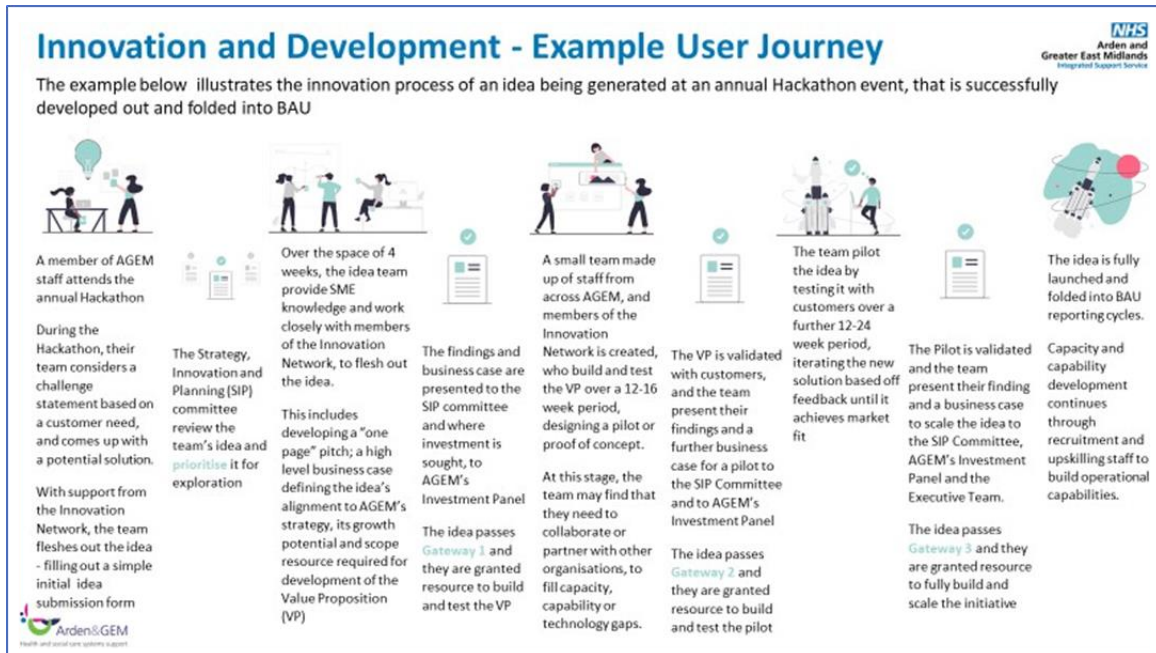 Innovation and Development - Example User Journey
NHS
Arden and
Greater East Midlands
Integrated Support Service
The example below illustrates the innovation process of an idea being generated at an annual Hackathon event, that is successfully
developed out and folded into BAU
A member of AGEM
staff attends the
annual Hackathon
During the
Hackathon, their
team considers a
challenge
statement based on
a customer need,
and comes up with
a potential solution.
With support from
the Innovation
Network, the team
fleshes out the idea
- filling out a simple
initial idea
submission form
The Strategy,
Innovation and
Planning (SIP)
committee
review the
team's idea and
prioritise it for
exploration
Over the space of 4
weeks, the idea team
provide SME
knowledge and work
closely with members
of the Innovation
Network, to flesh out
the idea.
This includes
developing a "one
page" pitch; a high
level business case
defining the idea's
alignment to AGEM's
strategy, its growth
potential and scope
resource required for
development of the
Value Proposition
(VP)
The findings and
business case are
presented to the
SIP committee
and where
investment is
sought, to
AGEM's
Investment Panel
The idea passes
Gateway 1 and
they are granted
resource to build
and test the VP
A small team made
up of staff from
across AGEM, and
members of the
Innovation
Network is created,
who build and test
the VP over a 12-16
week period,
designing a pilot or
proof of concept.
At this stage, the
team may find that
they need to
collaborate or
partner with other
organisations, to
fill capacity,
capability or
technology gaps.
The VP is validated
with customers,
and the team
present their
findings and a
further business
case for a pilot to
the SIP Committee
and to AGEM's
Investment Panel
The idea passes
Gateway 2 and
they are granted
resource to build
and test the pilot
The team pilot
the idea by
testing it with
customers over a
further 12-24
week period,
iterating the new
solution based off
feedback until it
achieves market
fit
The Pilot is validated
and the team
present their finding
and a business case
to scale the idea to
the SIP Committee,
AGEM's Investment
Panel and the
Executive Team.
The idea passes
Gateway 3 and they
are granted resource
to fully build and
scale the initiative
The idea is fully
launched and
folded into BAU
reporting cycles.
Capacity and
capability
development
continues
through
recruitment and
upskilling staff to
build operational
capabilities.
Arden&GEM
Health and social care systems support